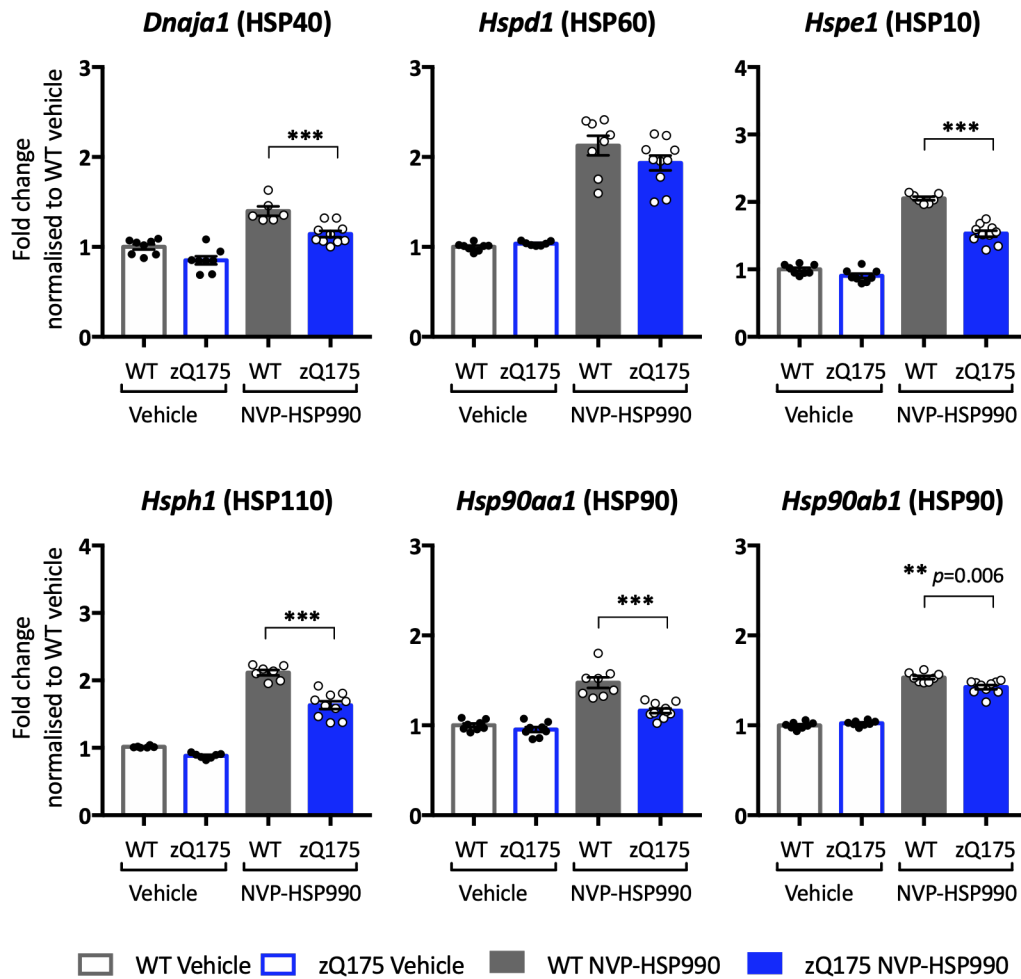 Dnaja1 (HSP40)
Hspd1 (HSP60)
Hspe1 (HSP10)
Fold change
normalised to WT vehicle
3
2
1
0
***
WT zQ175 WT zQ175
Vehicle NVP-HSP990
3
2
1
0
WT zQ175 WT zQ175
Vehicle NVP-HSP990
4
3
2
1
0
***
WT zQ175 WT zQ175
Vehicle NVP-HSP990
Hsph1 (HSP110)
Hsp90aa1 (HSP90)
Hsp90ab1 (HSP90)
Fold change
normalised to WT vehicle
4
3
2
1
0
***
WT zQ175 WT zQ175
Vehicle NVP-HSP990
3
2
1
0
***
WT zQ175 WT zQ175
Vehicle NVP-HSP990
3
2
1
0
** p=0.006
WT zQ175 WT zQ175
Vehicle NVP-HSP990
WT Vehicle zQ175 Vehicle WT NVP-HSP990 zQ175 NVP-HSP990